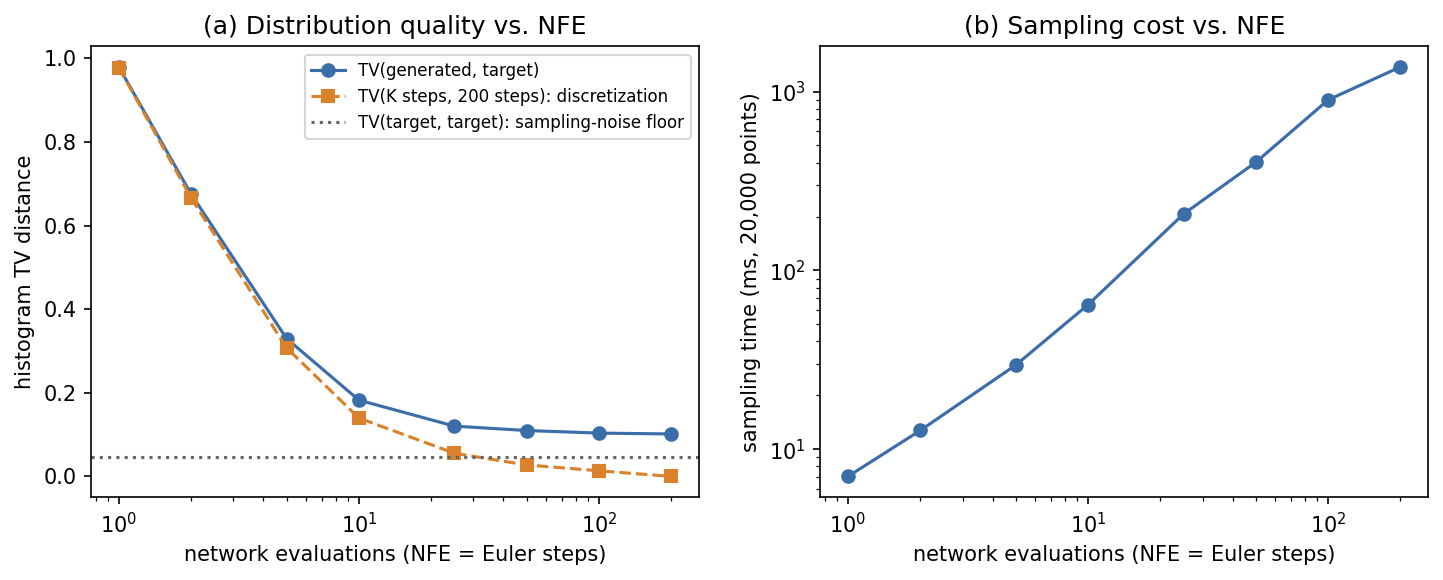 (a) Distribution quality vs. NFE
TV(generated, target)
TV(K steps, 200 steps): discretization
TV(target, target): sampling-noise floor
histogram TV distance
1.0
0.8
0.6
0.4
0.2
0.0
10⁰
10¹
10²
network evaluations (NFE = Euler steps)
(b) Sampling cost vs. NFE
sampling time (ms, 20,000 points)
10³
10²
10¹
10⁰
10¹
10²
network evaluations (NFE = Euler steps)